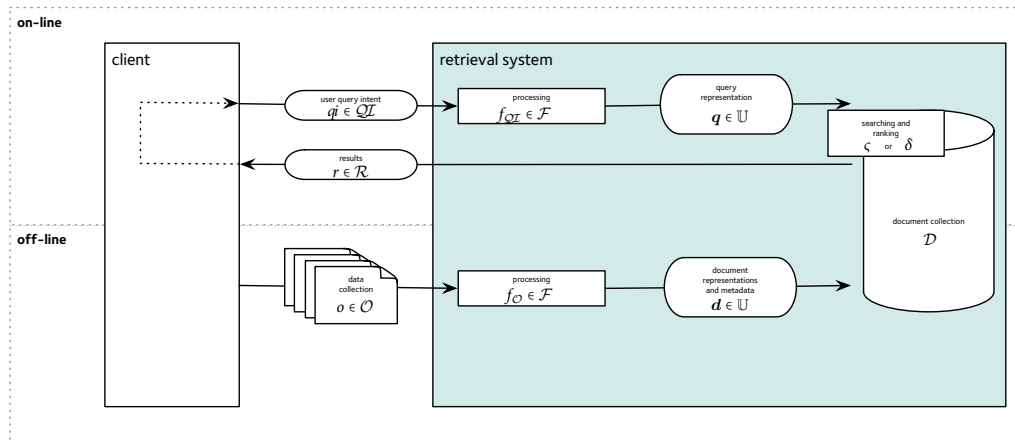 on-line
client
retrieval system
user query intent
qi ∈ 𝒬ℐ
processing
f_𝒬ℐ ∈ ℱ
query
representation
q ∈ 𝕌
searching and
ranking
ς or δ
results
r ∈ ℛ
document collection
𝒟
off-line
data
collection
o ∈ 𝒪
processing
f_𝒪 ∈ ℱ
document
representations
and metadata
d ∈ 𝕌